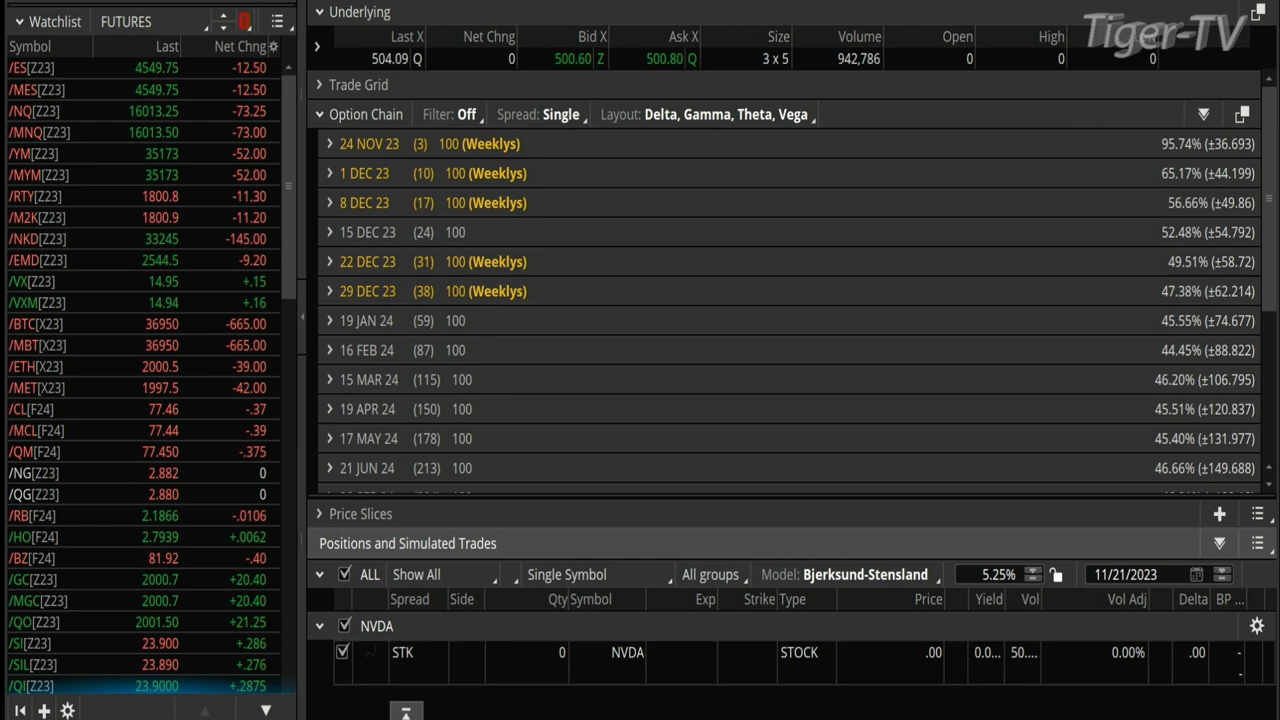 Watchlist FUTURES
Symbol Last Net Chng
/ES[Z23] 4549.75 -12.50
/MES[Z23] 4549.75 -12.50
/NQ[Z23] 16013.25 -73.25
/MNQ[Z23] 16013.50 -73.00
/YM[Z23] 35173 -52.00
/MYM[Z23] 35173 -52.00
/RTY[Z23] 1800.8 -11.30
/M2K[Z23] 1800.9 -11.20
/NKD[Z23] 33245 -145.00
/EMD[Z23] 2544.5 -9.20
/VX[Z23] 14.95 +.15
/VXM[Z23] 14.94 +.16
/BTC[X23] 36950 -665.00
/MBT[X23] 36950 -665.00
/ETH[X23] 2000.5 -39.00
/MET[X23] 1997.5 -42.00
/CL[F24] 77.46 -.37
/MCL[F24] 77.44 -.39
/QM[F24] 77.450 -.375
/NG[Z23] 2.882 0
/QG[Z23] 2.880 0
/RB[F24] 2.1866 -.0106
/HO[F24] 2.7939 +.0062
/BZ[F24] 81.92 -.40
/GC[Z23] 2000.7 +20.40
/MGC[Z23] 2000.7 +20.40
/QO[Z23] 2001.50 +21.25
/SI[Z23] 23.900 +.286
/SIL[Z23] 23.890 +.276
/QI[Z23] 23.9000 +.2875
Underlying
Tiger-TV
Last X Net Chng Bid X Ask X Size Volume Open High
504.09 Q 0 500.60 Z 500.80 Q 3 x 5 942,786 0 0 0
Trade Grid
Option Chain Filter: Off Spread: Single Layout: Delta, Gamma, Theta, Vega
24 NOV 23 (3) 100 (Weeklys) 95.74% (±36.693)
1 DEC 23 (10) 100 (Weeklys) 65.17% (±44.199)
8 DEC 23 (17) 100 (Weeklys) 56.66% (±49.86)
15 DEC 23 (24) 100 52.48% (±54.792)
22 DEC 23 (31) 100 (Weeklys) 49.51% (±58.72)
29 DEC 23 (38) 100 (Weeklys) 47.38% (±62.214)
19 JAN 24 (59) 100 45.55% (±74.677)
16 FEB 24 (87) 100 44.45% (±88.822)
15 MAR 24 (115) 100 46.20% (±106.795)
19 APR 24 (150) 100 45.51% (±120.837)
17 MAY 24 (178) 100 45.40% (±131.977)
21 JUN 24 (213) 100 46.66% (±149.688)
Price Slices
Positions and Simulated Trades
ALL Show All Single Symbol All groups Model: Bjerksund-Stensland 5.25% 11/21/2023
Spread Side Qty Symbol Exp Strike Type Price Yield Vol Vol Adj Delta BP ...
NVDA
STK 0 NVDA STOCK .00 0.0... 50.... 0.00% .00 -
-